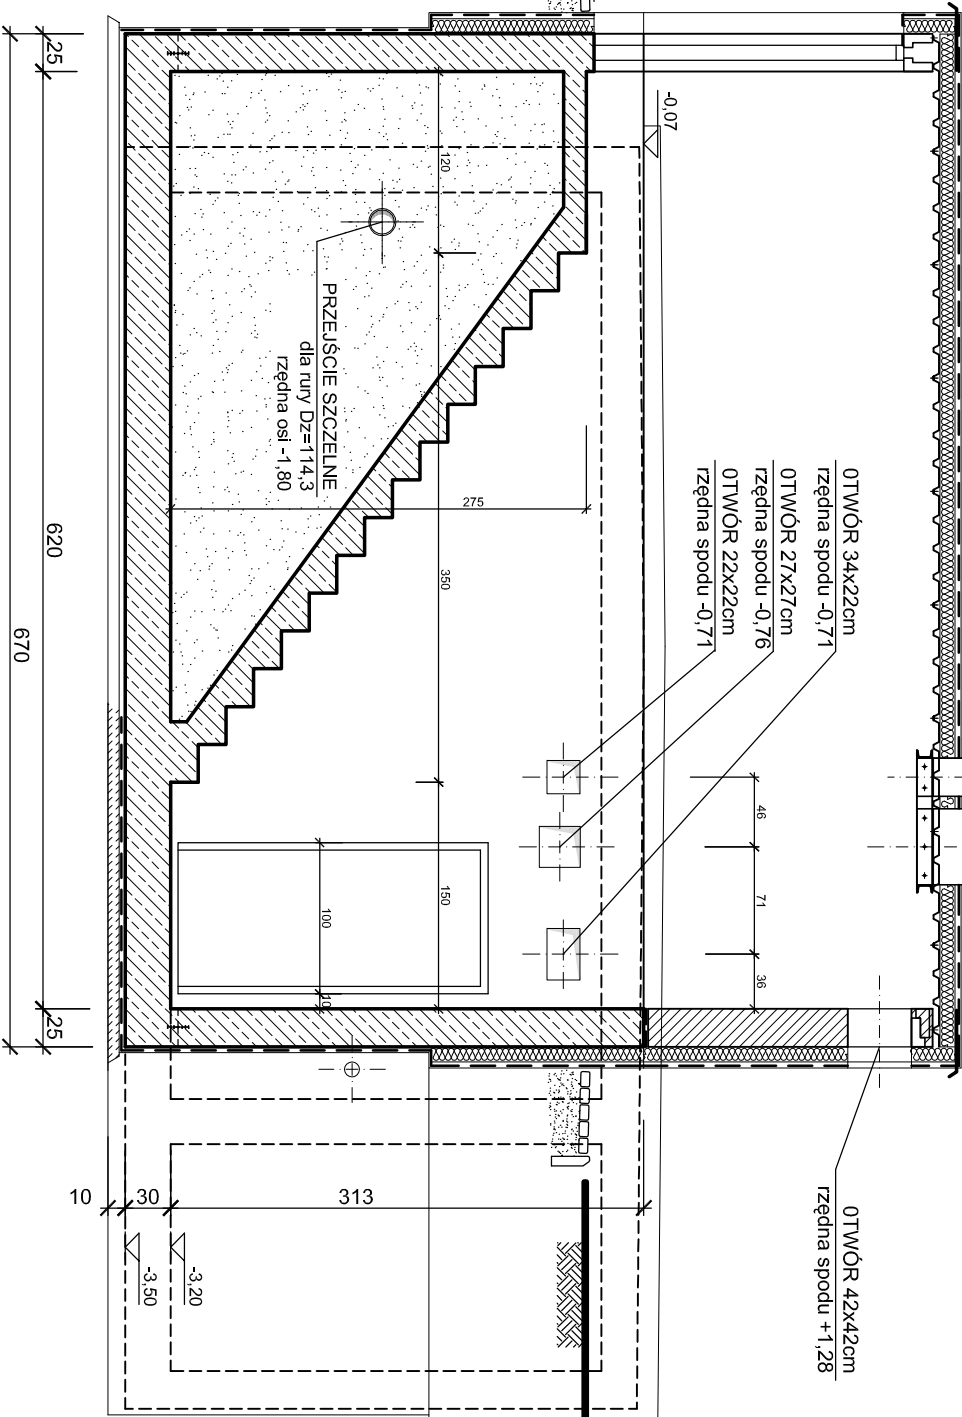 0TWÓR 42x42cm
rzędna spodu +1,28
0TWÓR 34x22cm
rzędna spodu -0,71
0TWÓR 27x27cm
rzędna spodu -0,76
0TWÓR 22x22cm
rzędna spodu -0,71
-0,07
46
71
36
120
350
150
275
PRZEJŚCIE SZCZELNE
dla rury Dz=114,3
rzędna osi -1,80
100
10
313
30
10
-3,20
-3,50
25
620
25
670